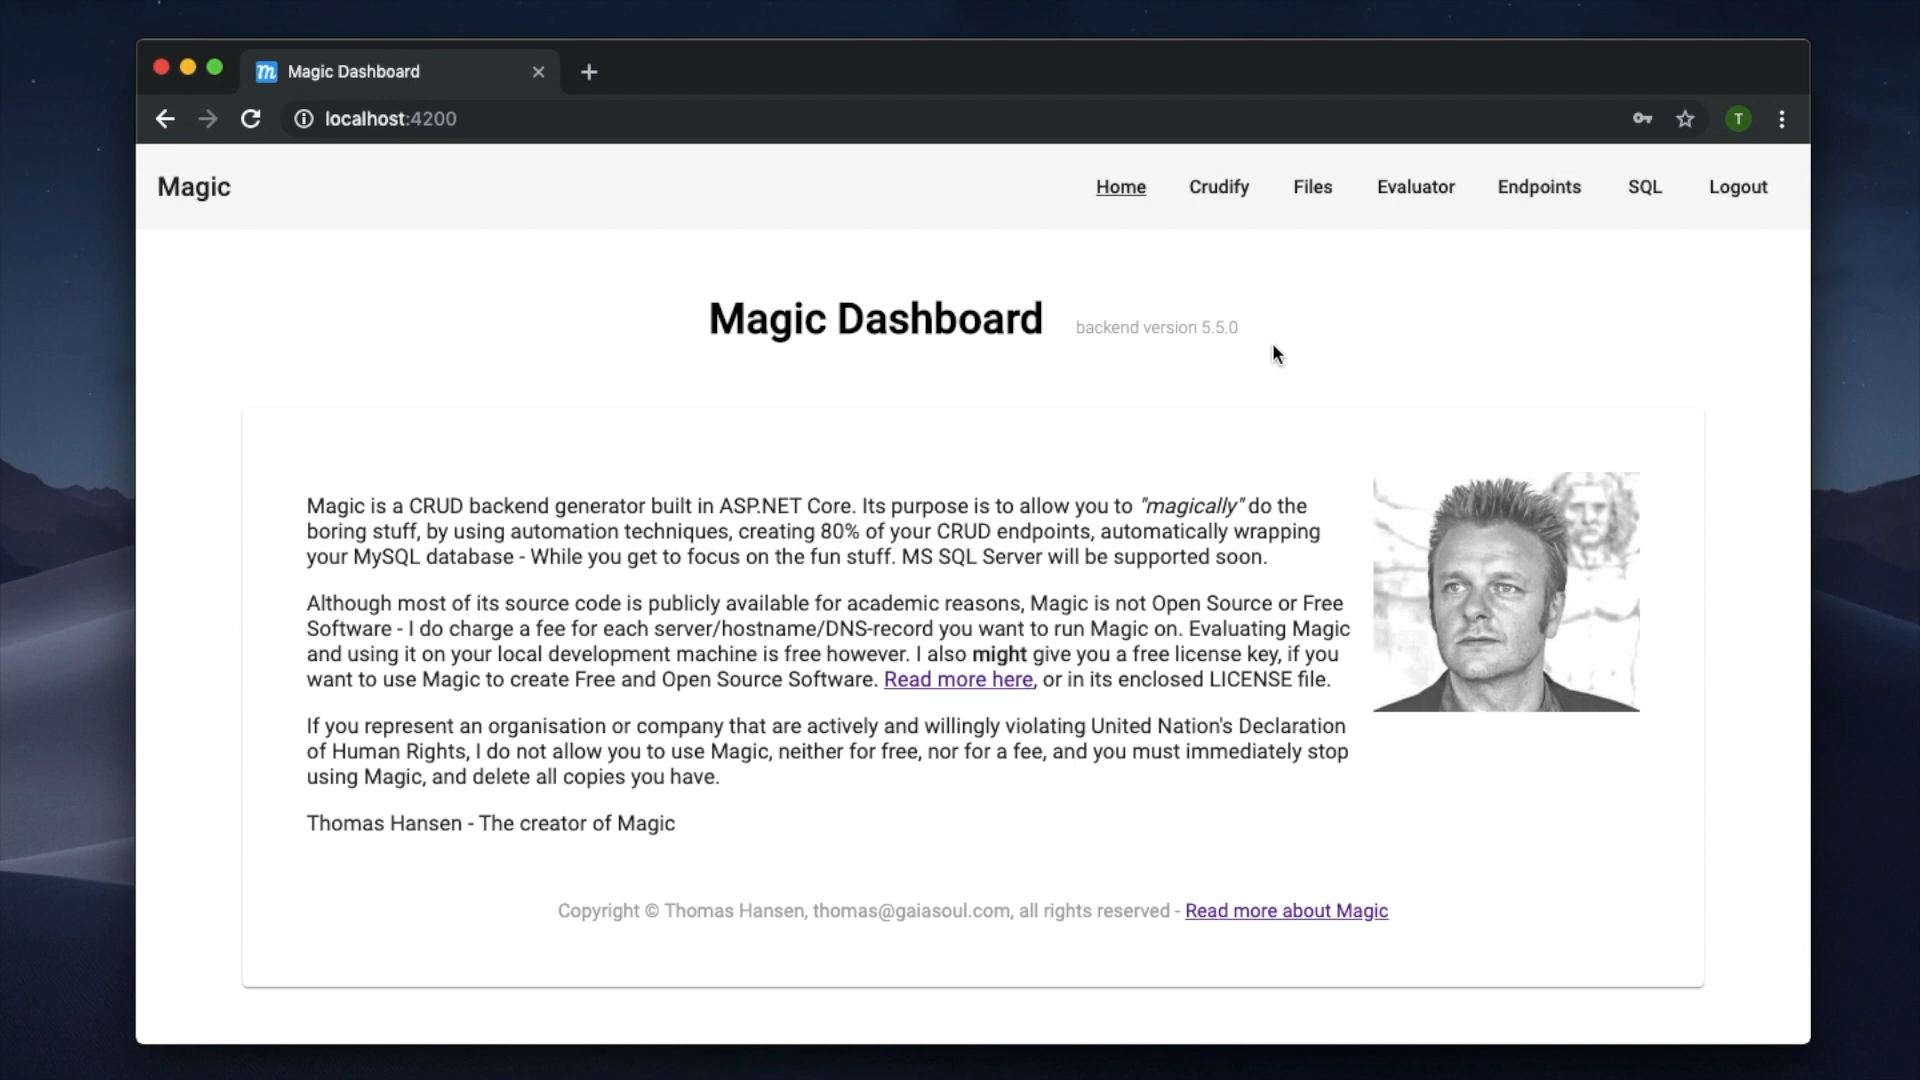 m Magic Dashboard
localhost:4200
T
Magic
Home Crudify Files Evaluator Endpoints SQL Logout
Magic Dashboard backend version 5.5.0
Magic is a CRUD backend generator built in ASP.NET Core. Its purpose is to allow you to "magically" do the
boring stuff, by using automation techniques, creating 80% of your CRUD endpoints, automatically wrapping
your MySQL database - While you get to focus on the fun stuff. MS SQL Server will be supported soon.
Although most of its source code is publicly available for academic reasons, Magic is not Open Source or Free
Software - I do charge a fee for each server/hostname/DNS-record you want to run Magic on. Evaluating Magic
and using it on your local development machine is free however. I also might give you a free license key, if you
want to use Magic to create Free and Open Source Software. Read more here, or in its enclosed LICENSE file.
If you represent an organisation or company that are actively and willingly violating United Nation's Declaration
of Human Rights, I do not allow you to use Magic, neither for free, nor for a fee, and you must immediately stop
using Magic, and delete all copies you have.
Thomas Hansen - The creator of Magic
Copyright © Thomas Hansen, thomas@gaiasoul.com, all rights reserved - Read more about Magic